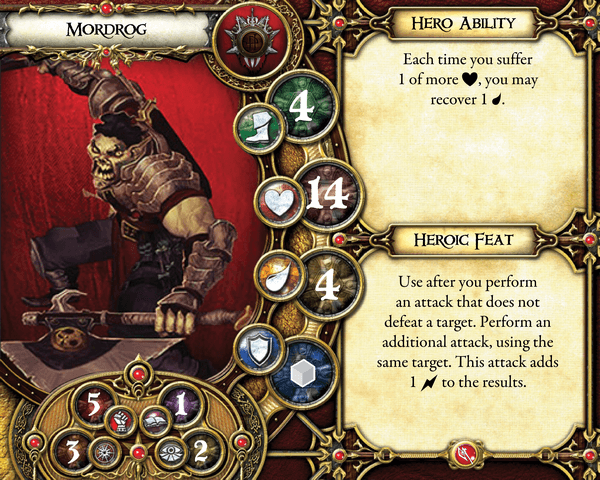 Mordrog
4
14
4
5
1
3
2
Hero Ability
Each time you suffer
1 of more ♥, you may
recover 1 .
Heroic Feat
Use after you perform
an attack that does not
defeat a target. Perform an
additional attack, using the
same target. This attack adds
1 to the results.